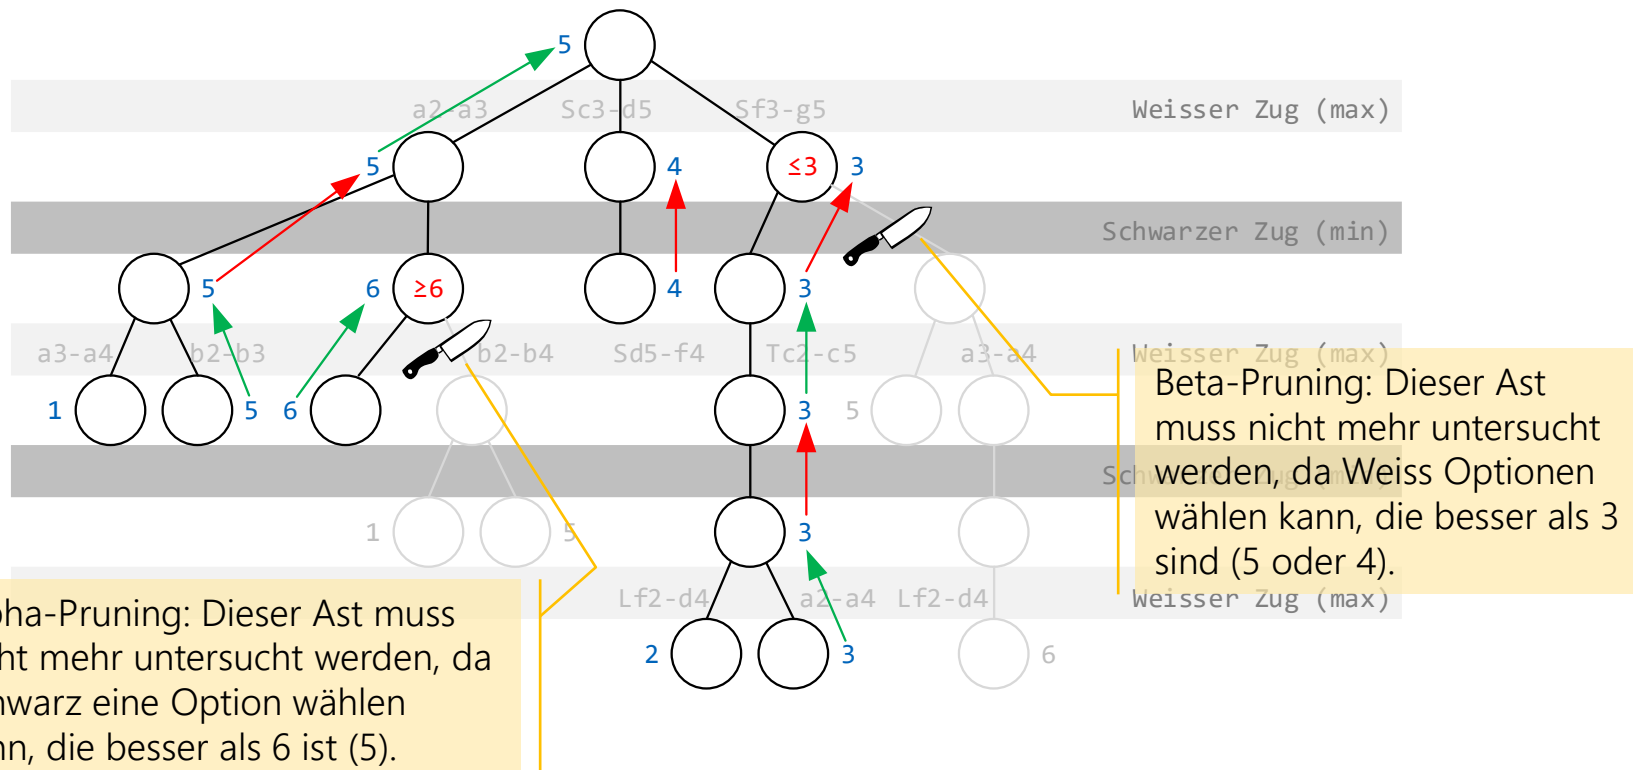 5
a2-a3 Sc3-d5 Sf3-g5 Weisser Zug (max)
5 4 ≤3 3
Schwarzer Zug (min)
5 6 ≥6 4 3
a3-a4 b2-b3 b2-b4 Sd5-f4 Tc2-c5 a3-a4 Weisser Zug (max)
1 5 6 3 5
Beta-Pruning: Dieser Ast
muss nicht mehr untersucht
werden, da Weiss Optionen
wählen kann, die besser als 3
sind (5 oder 4).
Schwarzer Zug (min)
1 5 3
Lf2-d4 a2-a4 Lf2-d4 Weisser Zug (max)
2 3 6
pha-Pruning: Dieser Ast muss
cht mehr untersucht werden, da
hwarz eine Option wählen
nn, die besser als 6 ist (5).